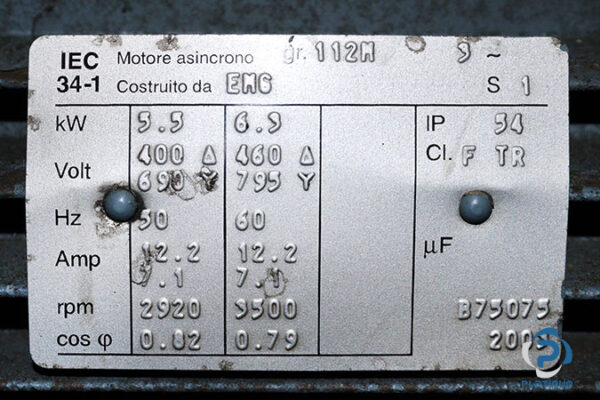 IEC 34-1
Motore asincrono gr. 112M 3 ~
Costruito da EMG S 1
kW 5.5 6.3 IP 54
Volt 400 Δ 460 Δ Cl. F TR
690 Y 795 Y
Hz 50 60
Amp 12.2 12.2 µF
7.1 7.1
rpm 2920 3500 B75075
cos φ 0.82 0.79